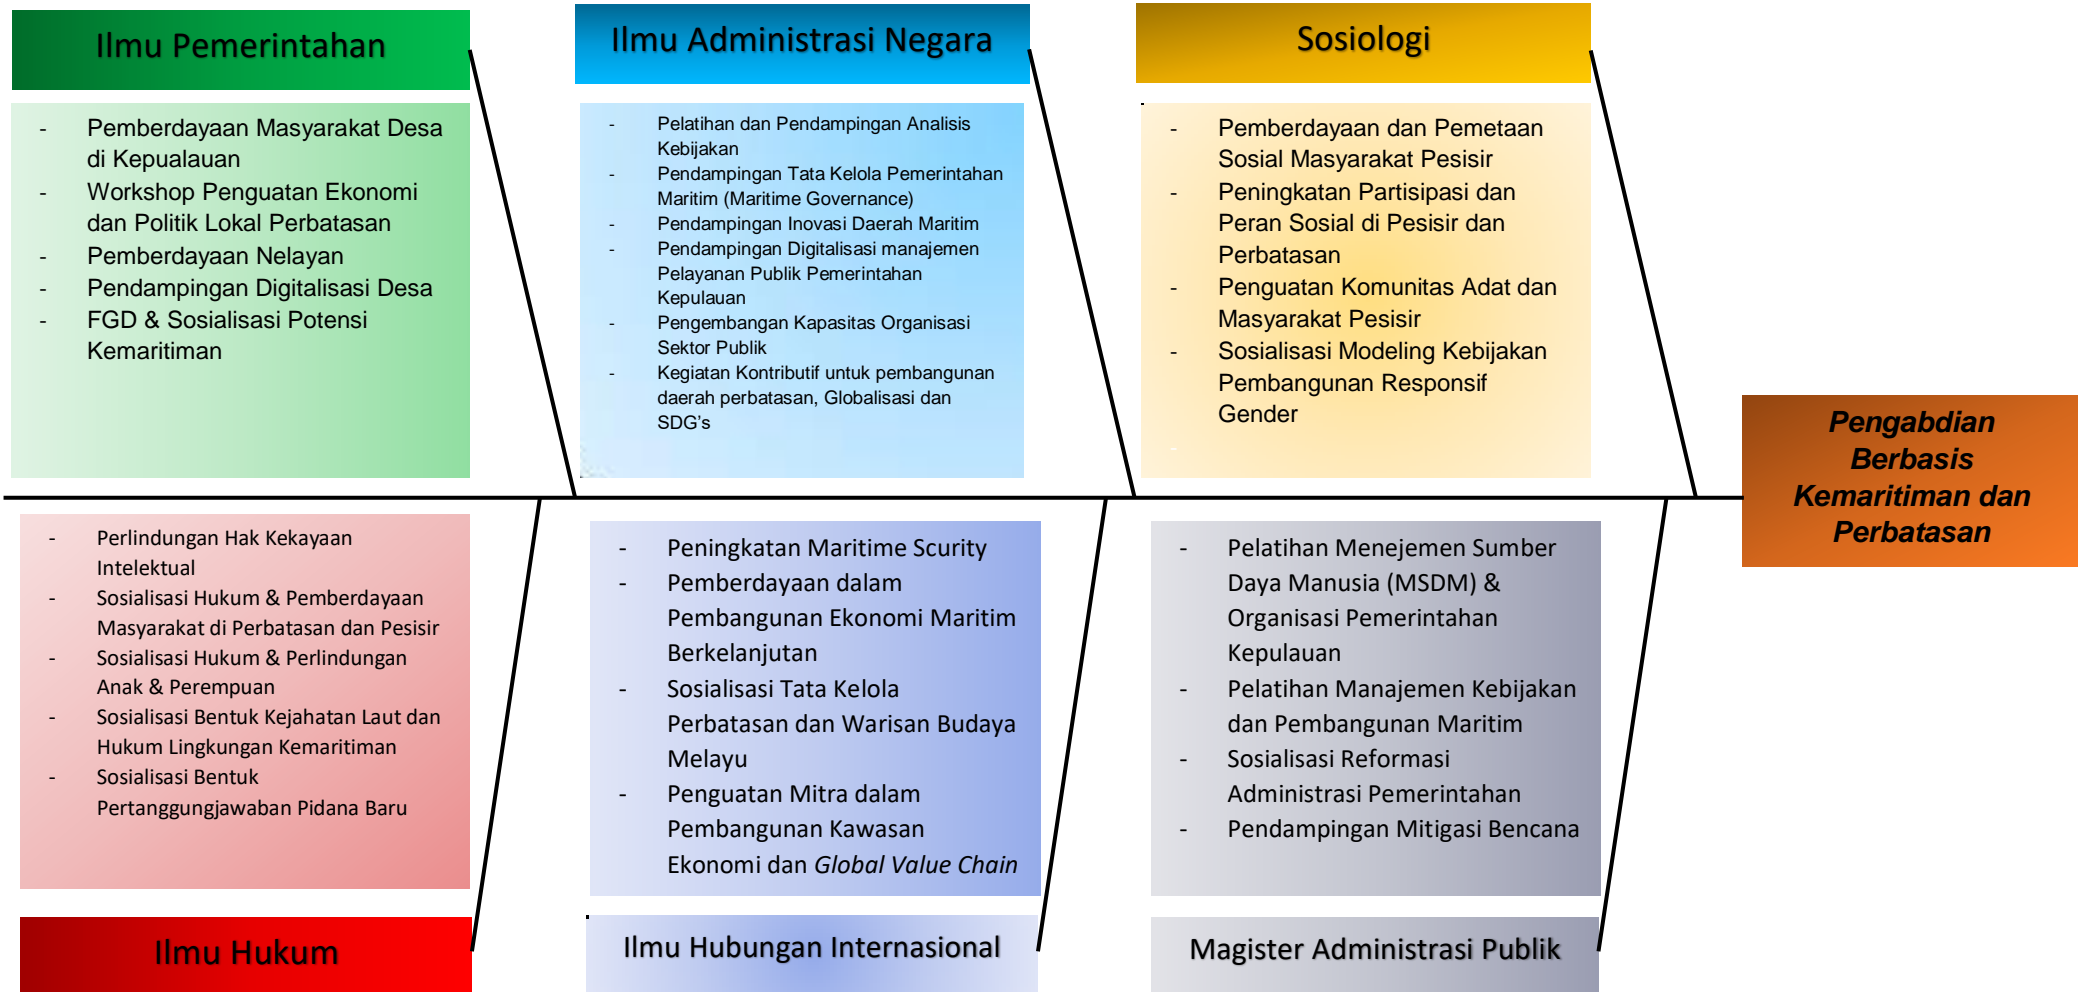 Ilmu Pemerintahan
- Pemberdayaan Masyarakat Desa
di Kepualauan
- Workshop Penguatan Ekonomi
dan Politik Lokal Perbatasan
- Pemberdayaan Nelayan
- Pendampingan Digitalisasi Desa
- FGD & Sosialisasi Potensi
Kemaritiman
Ilmu Administrasi Negara
- Pelatihan dan Pendampingan Analisis
Kebijakan
- Pendampingan Tata Kelola Pemerintahan
Maritim (Maritime Governance)
- Pendampingan Inovasi Daerah Maritim
- Pendampingan Digitalisasi manajemen
Pelayanan Publik Pemerintahan
Kepulauan
- Pengembangan Kapasitas Organisasi
Sektor Publik
- Kegiatan Kontributif untuk pembangunan
daerah perbatasan, Globalisasi dan
SDG's
Sosiologi
- Pemberdayaan dan Pemetaan
Sosial Masyarakat Pesisir
- Peningkatan Partisipasi dan
Peran Sosial di Pesisir dan
Perbatasan
- Penguatan Komunitas Adat dan
Masyarakat Pesisir
- Sosialisasi Modeling Kebijakan
Pembangunan Responsif
Gender
-
Pengabdian
Berbasis
Kemaritiman dan
Perbatasan
- Perlindungan Hak Kekayaan
Intelektual
- Sosialisasi Hukum & Pemberdayaan
Masyarakat di Perbatasan dan Pesisir
- Sosialisasi Hukum & Perlindungan
Anak & Perempuan
- Sosialisasi Bentuk Kejahatan Laut dan
Hukum Lingkungan Kemaritiman
- Sosialisasi Bentuk
Pertanggungjawaban Pidana Baru
Ilmu Hukum
- Peningkatan Maritime Scurity
- Pemberdayaan dalam
Pembangunan Ekonomi Maritim
Berkelanjutan
- Sosialisasi Tata Kelola
Perbatasan dan Warisan Budaya
Melayu
- Penguatan Mitra dalam
Pembangunan Kawasan
Ekonomi dan Global Value Chain
Ilmu Hubungan Internasional
- Pelatihan Menejemen Sumber
Daya Manusia (MSDM) &
Organisasi Pemerintahan
Kepulauan
- Pelatihan Manajemen Kebijakan
dan Pembangunan Maritim
- Sosialisasi Reformasi
Administrasi Pemerintahan
- Pendampingan Mitigasi Bencana
Magister Administrasi Publik